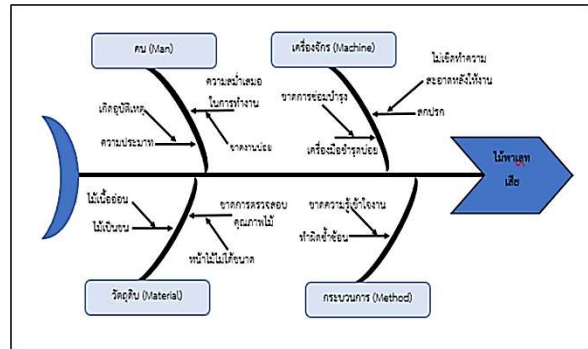 คน (Man)
เครื่องจักร (Machine)
ความสม่ำเสมอ
ในการทำงาน
เกิดอุบัติเหตุ
ความประมาท
ขาดงานบ่อย
ไม่เช็ดทำความ
สะอาดหลังใช้งาน
ขาดการซ่อมบำรุง
สกปรก
เครื่องมือชำรุดบ่อย
ไม้พาเลท
เสีย
ไม้เนื้ออ่อน
ไม้เป็นขน
ขาดการตรวจสอบ
คุณภาพไม้
หน้าไม้ไม่ได้ขนาด
ขาดความรู้เข้าใจงาน
ทำผิดซ้ำซ้อน
วัตถุดิบ (Material)
กระบวนการ (Method)